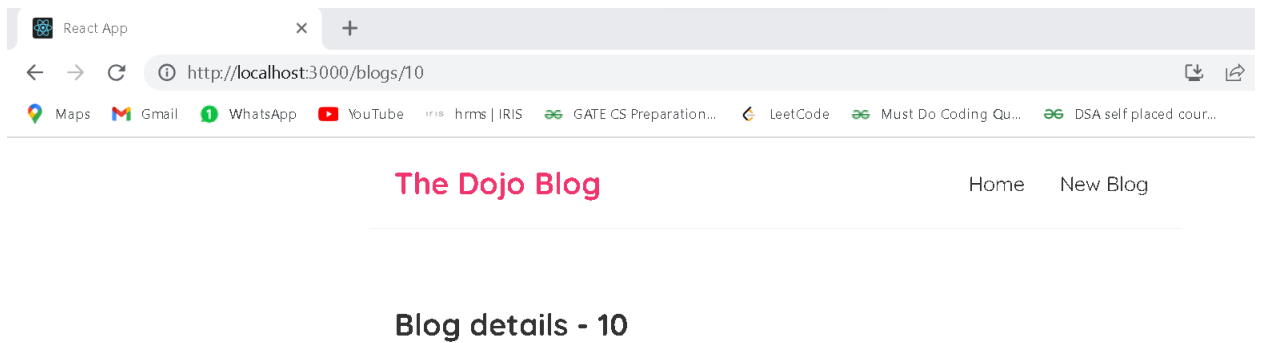 React App
http://localhost:3000/blogs/10
Maps Gmail WhatsApp YouTube iris hrms | IRIS GATE CS Preparation... LeetCode Must Do Coding Qu... DSA self placed cour...
The Dojo Blog Home New Blog
Blog details - 10